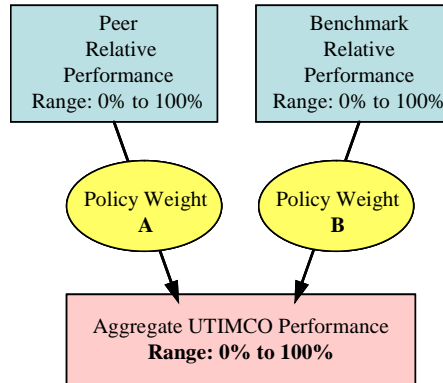 Peer
Relative
Performance
Range: 0% to 100%
Benchmark
Relative
Performance
Range: 0% to 100%
Policy Weight
A
Policy Weight
B
Aggregate UTIMCO Performance
Range: 0% to 100%